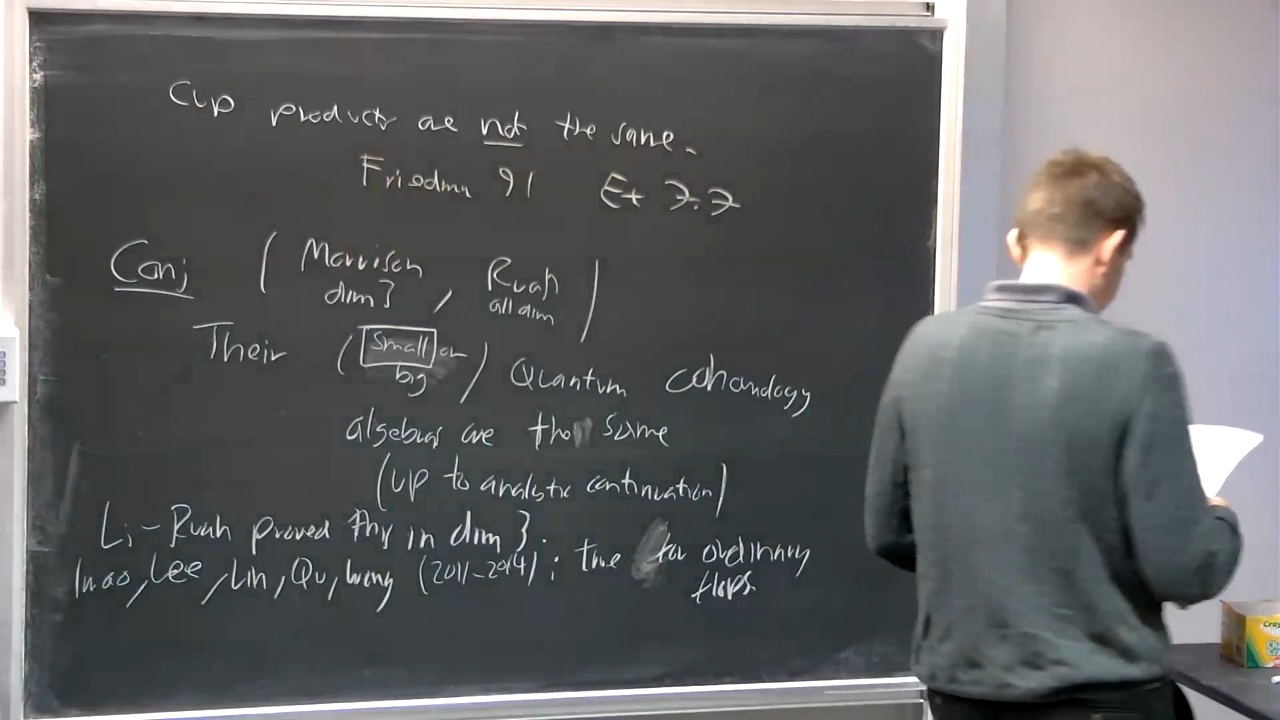 Cup products are not the same.
Friedman 91 Ex 7.7
Conj ( Morrison dim 3 , Ruan all dim )
Their ( Small or big ) Quantum cohomology
algebras are the same
(up to analytic continuation)
Li-Ruan proved this in dim 3.
Iwao, Lee, Lin, Qu, Wang (2011-2014): true for ordinary
flops.
Cray